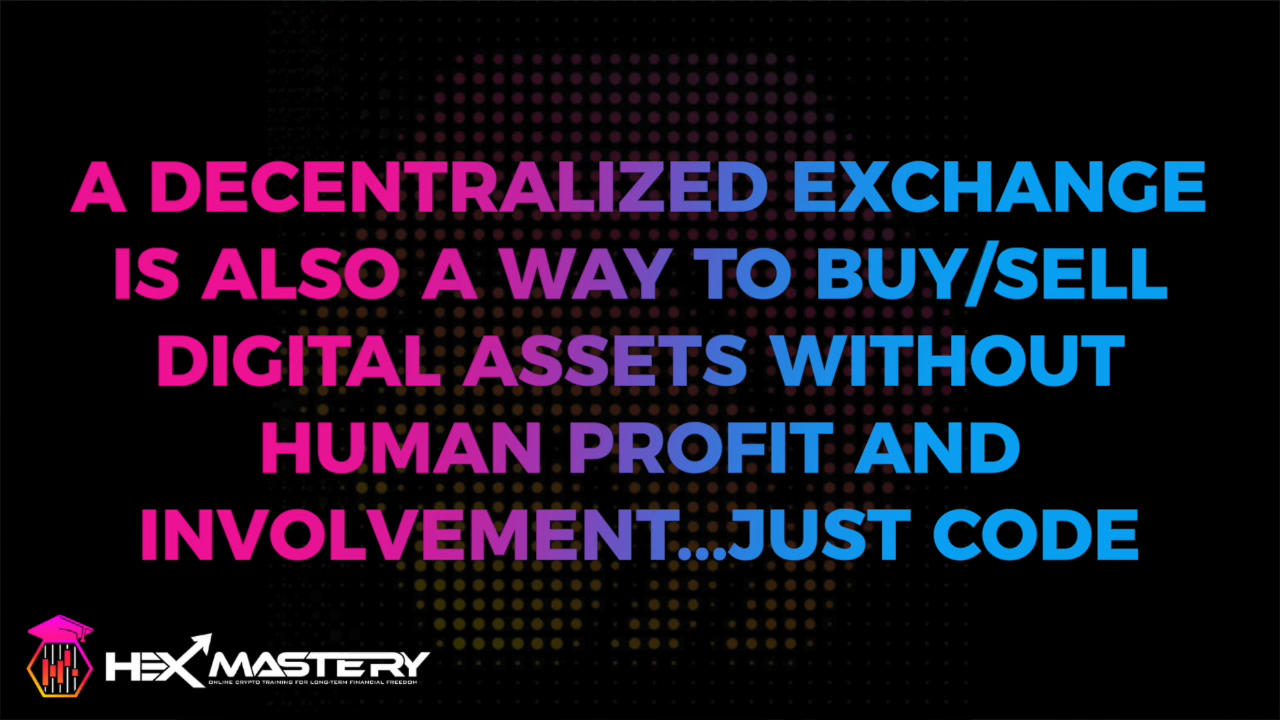 A DECENTRALIZED EXCHANGE
IS ALSO A WAY TO BUY/SELL
DIGITAL ASSETS WITHOUT
HUMAN PROFIT AND
INVOLVEMENT...JUST CODE
HEX MASTERY
ONLINE CRYPTO TRAINING FOR LONG-TERM FINANCIAL FREEDOM